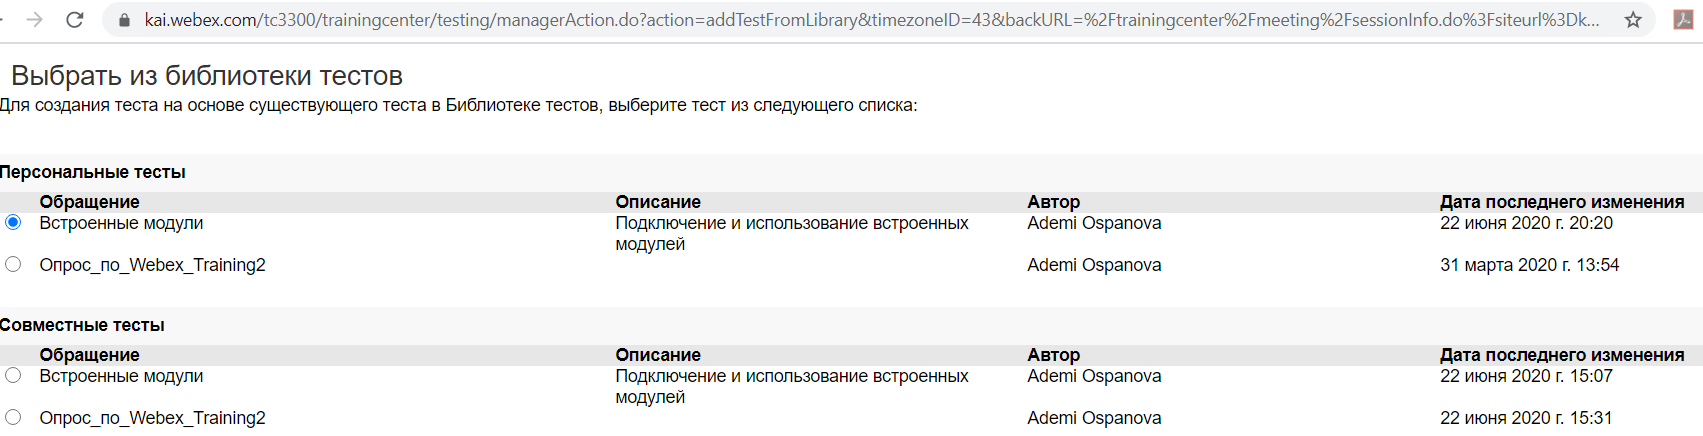 kai.webex.com/tc3300/trainingcenter/testing/managerAction.do?action=addTestFromLibrary&timezoneID=43&backURL=%2Ftrainingcenter%2Fmeeting%2FsessionInfo.do%3Fsiteurl%3Dk...
Выбрать из библиотеки тестов
Для создания теста на основе существующего теста в Библиотеке тестов, выберите тест из следующего списка:
Персональные тесты
Обращение Описание Автор Дата последнего изменения
Встроенные модули Подключение и использование встроенных Ademi Ospanova 22 июня 2020 г. 20:20
модулей
Опрос_по_Webex_Training2 Ademi Ospanova 31 марта 2020 г. 13:54
Совместные тесты
Обращение Описание Автор Дата последнего изменения
Встроенные модули Подключение и использование встроенных Ademi Ospanova 22 июня 2020 г. 15:07
модулей
Опрос_по_Webex_Training2 Ademi Ospanova 22 июня 2020 г. 15:31